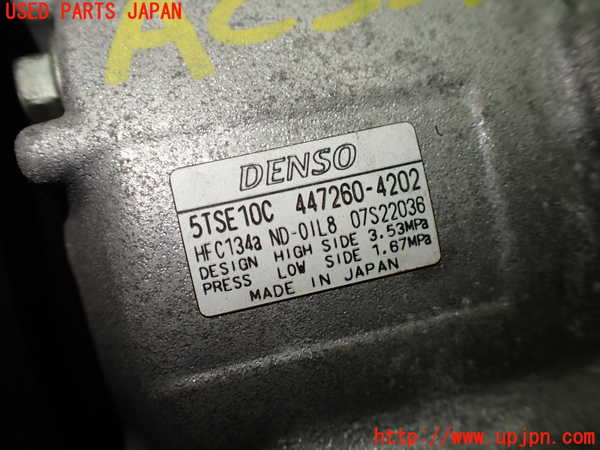 USED PARTS JAPAN
DENSO
5TSE10C 447260-4202
HFC134a ND-OIL8 07S22036
DESIGN HIGH SIDE 3.53MPa
PRESS LOW SIDE 1.67MPa
MADE IN JAPAN
http://www.upjpn.com/